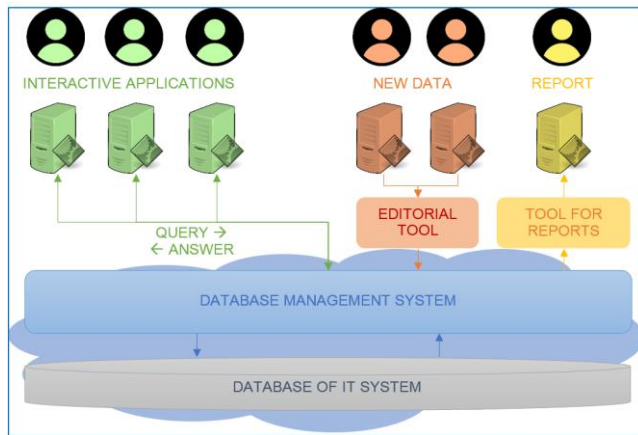 INTERACTIVE APPLICATIONS
NEW DATA
REPORT
EDITORIAL
TOOL
TOOL FOR
REPORTS
QUERY →
← ANSWER
DATABASE MANAGEMENT SYSTEM
DATABASE OF IT SYSTEM